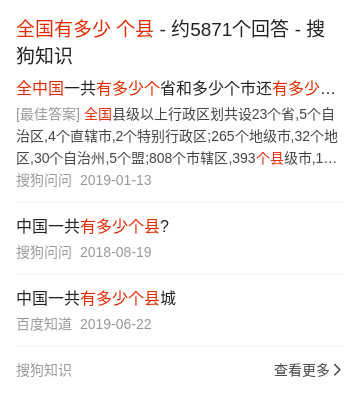 全国有多少 个县 - 约5871个回答 - 搜
狗知识
全中国一共有多少个省和多少个市还有多少...
[最佳答案] 全国县级以上行政区划共设23个省,5个自
治区,4个直辖市,2个特别行政区;265个地级市,32个地
区,30个自治州,5个盟;808个市辖区,393个县级市,1...
搜狗问问 2019-01-13
中国一共有多少个县?
搜狗问问 2018-08-19
中国一共有多少个县城
百度知道 2019-06-22
搜狗知识 查看更多